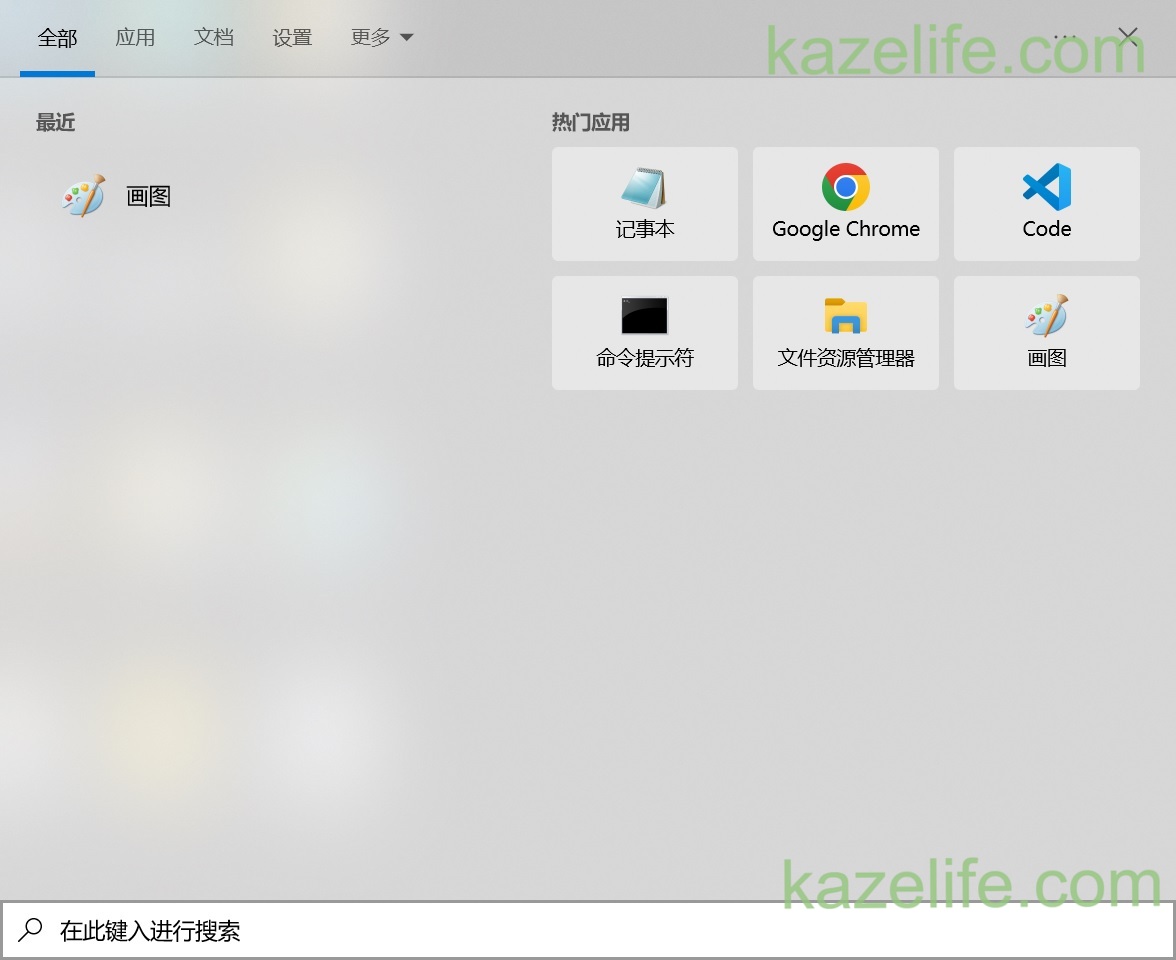 全部 应用 文档 设置 更多
kazelife.com
最近
画图
热门应用
记事本
Google Chrome
Code
命令提示符
文件资源管理器
画图
kazelife.com
在此键入进行搜索